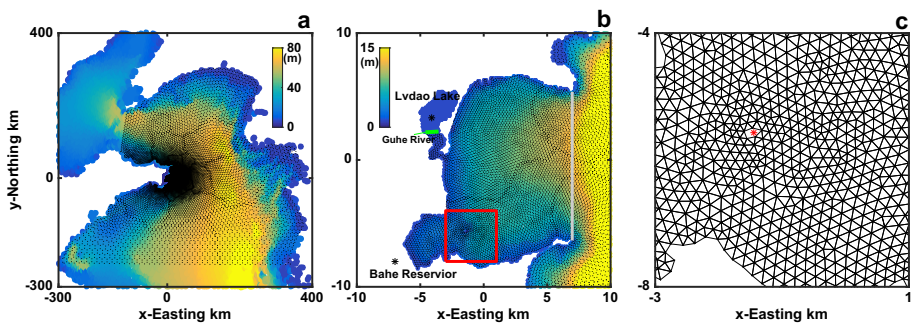 a
400
0
-300
-300
0
400
y-Northing km
x-Easting km
80
(m)
40
0
b
10
0
-10
-10
-5
0
5
10
x-Easting km
15
(m)
0
Lvdao Lake
Guhe River
Bahe Reservior
c
-4
-8
-3
1
x-Easting km